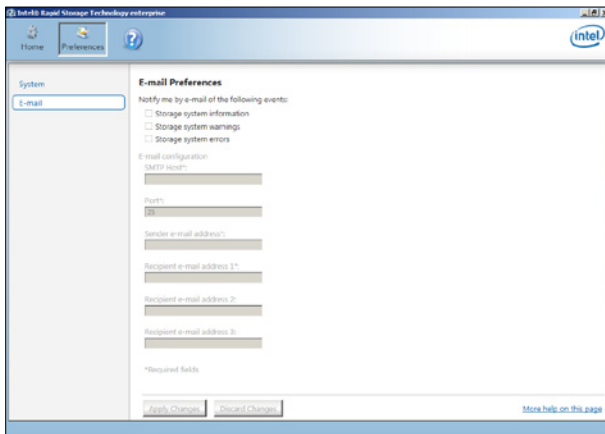 Intel® Rapid Storage Technology enterprise
Home
Preferences
intel
System
E-mail
E-mail Preferences
Notify me by e-mail of the following events:
Storage system information
Storage system warnings
Storage system errors
E-mail configuration
SMTP Host*:
Port*:
25
Sender e-mail address*:
Recipient e-mail address 1*:
Recipient e-mail address 2:
Recipient e-mail address 3:
*Required fields
Apply Changes
Discard Changes
More help on this page